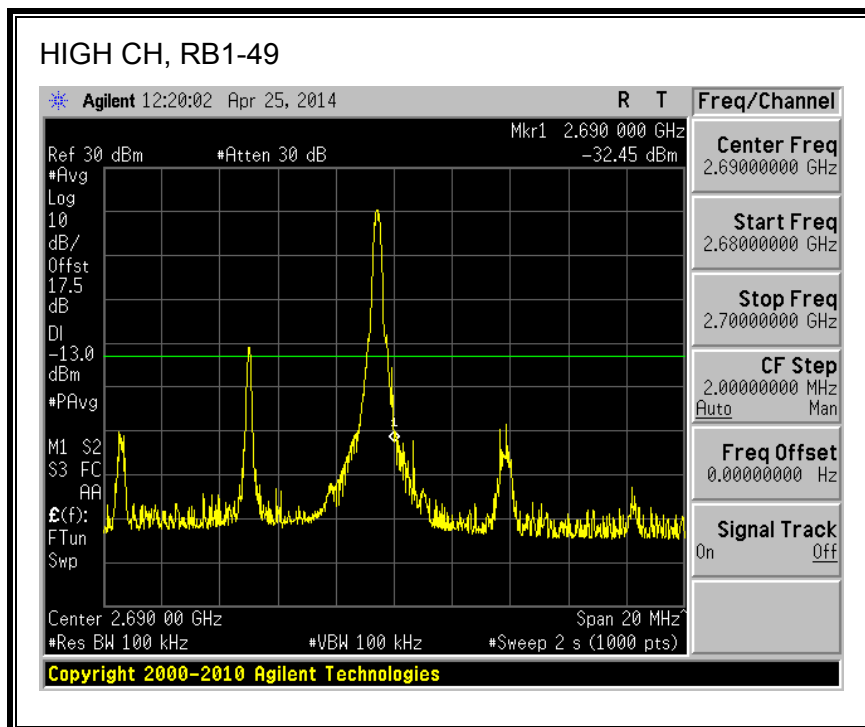 HIGH CH, RB1-49
Agilent 12:20:02 Apr 25, 2014 R T
Freq/Channel
Mkr1 2.690 000 GHz
Ref 30 dBm #Atten 30 dB -32.45 dBm
#Avg
Log
10
dB/
Offst
17.5
dB
DI
-13.0
dBm
#PAvg
M1 S2
S3 FC
AA
£(f):
FTun
Swp
1
Center 2.690 00 GHz Span 20 MHz^
#Res BW 100 kHz #VBW 100 kHz #Sweep 2 s (1000 pts)
Copyright 2000-2010 Agilent Technologies
Center Freq
2.69000000 GHz
Start Freq
2.68000000 GHz
Stop Freq
2.70000000 GHz
CF Step
2.00000000 MHz
Auto Man
Freq Offset
0.00000000 Hz
Signal Track
On Off